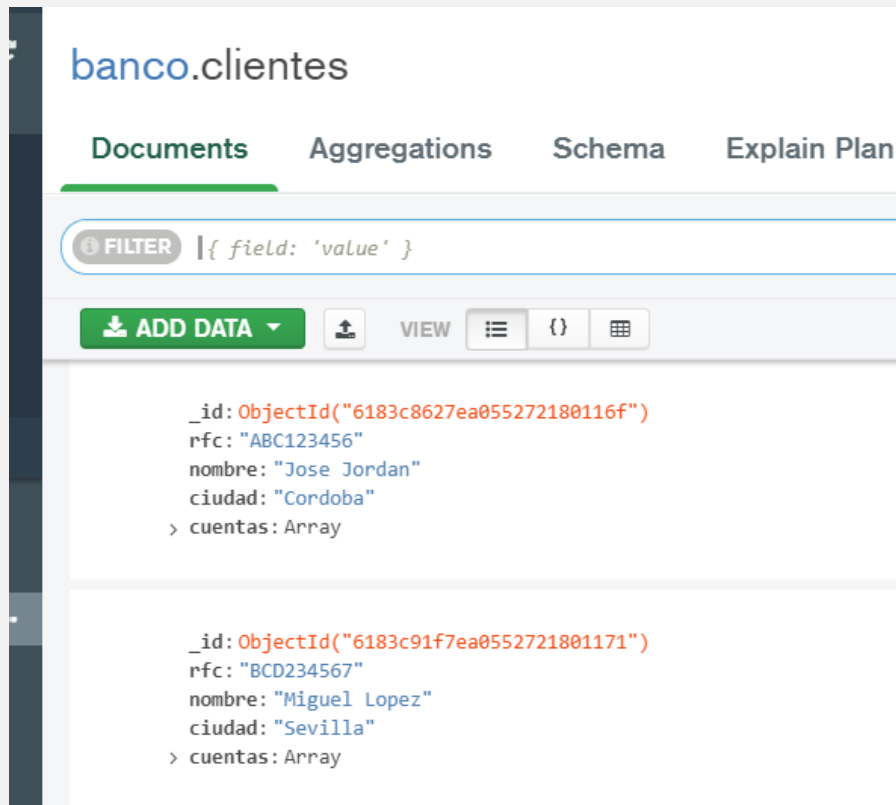 banco.clientes
Documents Aggregations Schema Explain Plan
FILTER { field: 'value' }
ADD DATA VIEW {}
_id: ObjectId("6183c8627ea055272180116f")
rfc: "ABC123456"
nombre: "Jose Jordan"
ciudad: "Cordoba"
> cuentas: Array
_id: ObjectId("6183c91f7ea0552721801171")
rfc: "BCD234567"
nombre: "Miguel Lopez"
ciudad: "Sevilla"
> cuentas: Array